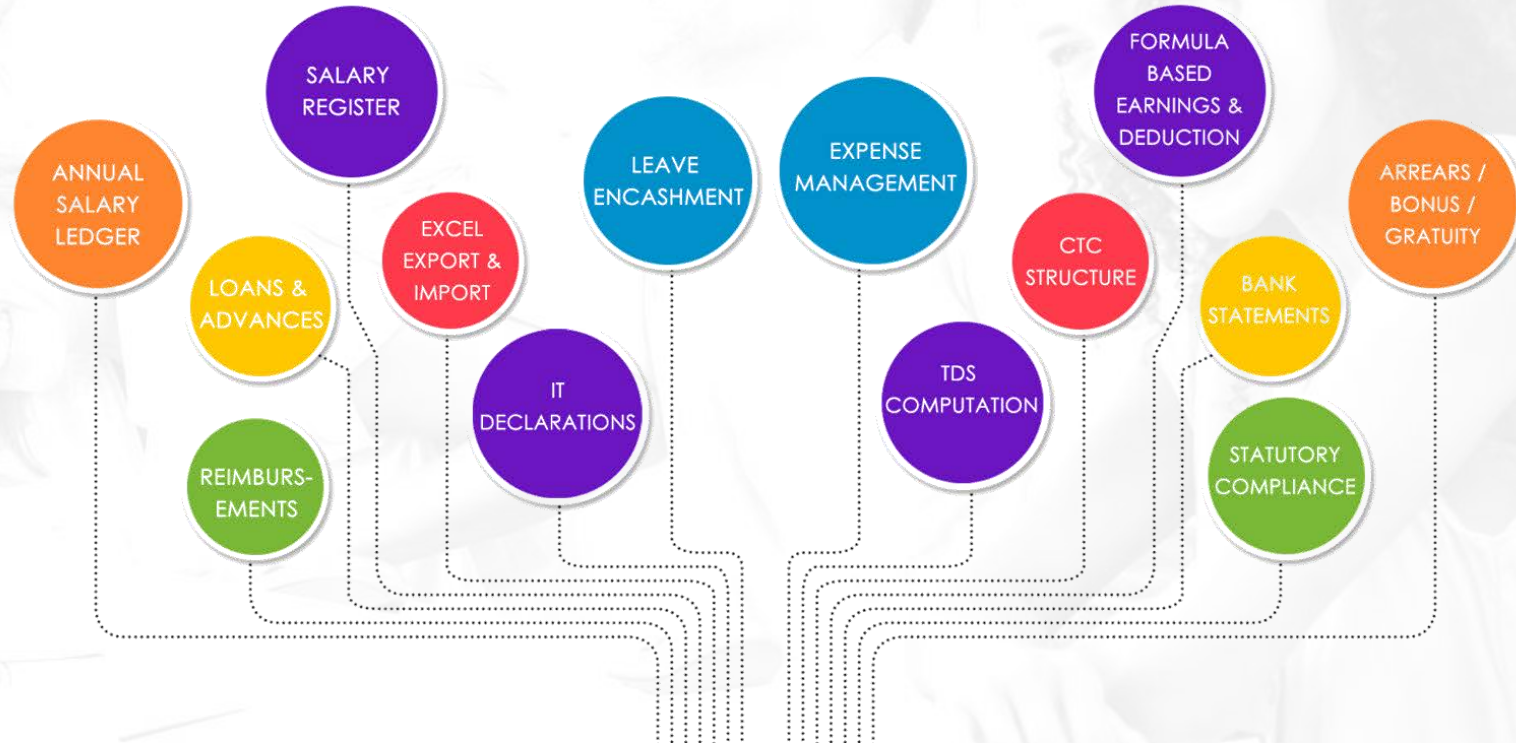 ANNUAL
SALARY
LEDGER
SALARY
REGISTER
LOANS &
ADVANCES
REIMBURS-
EMENTS
EXCEL
EXPORT &
IMPORT
IT
DECLARATIONS
LEAVE
ENCASHMENT
EXPENSE
MANAGEMENT
TDS
COMPUTATION
CTC
STRUCTURE
FORMULA
BASED
EARNINGS &
DEDUCTION
BANK
STATEMENTS
STATUTORY
COMPLIANCE
ARREARS /
BONUS /
GRATUITY